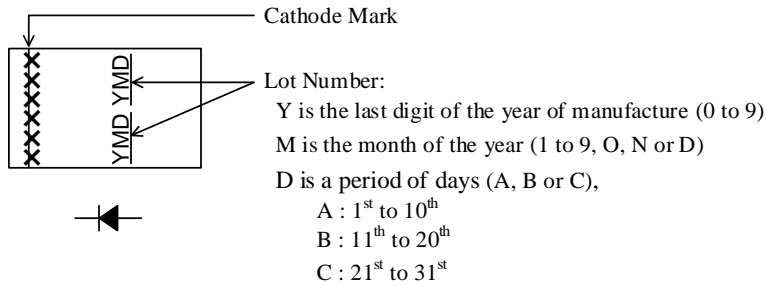 Cathode Mark
YMD YMD
Lot Number:
Y is the last digit of the year of manufacture (0 to 9)
M is the month of the year (1 to 9, O, N or D)
D is a period of days (A, B or C),
A : 1st to 10th
B : 11th to 20th
C : 21st to 31st